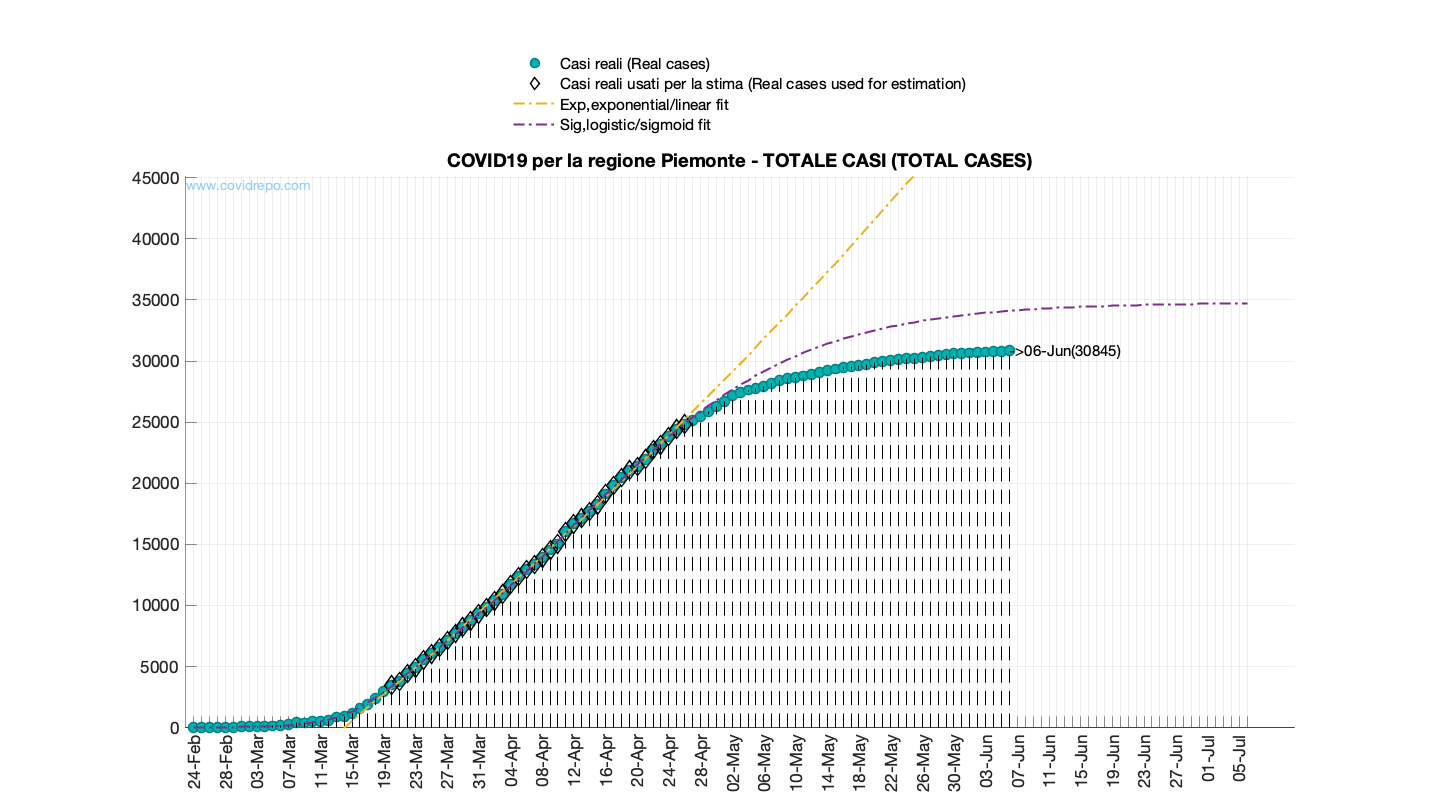 Casi reali (Real cases)
Casi reali usati per la stima (Real cases used for estimation)
Exp,exponential/linear fit
Sig,logistic/sigmoid fit
COVID19 per la regione Piemonte - TOTALE CASI (TOTAL CASES)
www.covidrepo.com
45000
40000
35000
30000
25000
20000
15000
10000
5000
0
->06-Jun(30845)
24-Feb
28-Feb
03-Mar
07-Mar
11-Mar
15-Mar
19-Mar
23-Mar
27-Mar
31-Mar
04-Apr
08-Apr
12-Apr
16-Apr
20-Apr
24-Apr
28-Apr
02-May
06-May
10-May
14-May
18-May
22-May
26-May
30-May
03-Jun
07-Jun
11-Jun
15-Jun
19-Jun
23-Jun
27-Jun
01-Jul
05-Jul